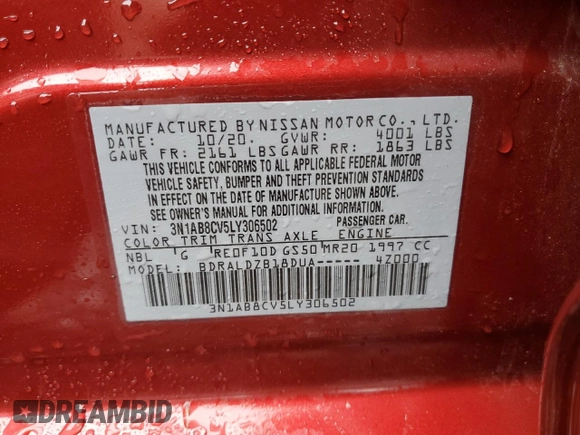 MANUFACTURED BY NISSAN MOTOR CO., LTD.
DATE: 10/20. GVWR: 4001 LBS
GAWR FR: 2161 LBS GAWR RR: 1863 LBS
THIS VEHICLE CONFORMS TO ALL APPLICABLE FEDERAL MOTOR
VEHICLE SAFETY, BUMPER AND THEFT PREVENTION STANDARDS
IN EFFECT ON THE DATE OF MANUFACTURE SHOWN ABOVE.
SEE OWNER'S MANUAL FOR ADDITIONAL INFORMATION.
VIN: 3N1AB8CV5LY306502 PASSENGER CAR.
COLOR TRIM TRANS AXLE ENGINE
NBL G RE0F10D GS50 MR20 1997 CC
MODEL: BDRALDZB18DUA----- 4Z000
3N1AB8CV5LY306502
DREAMBID